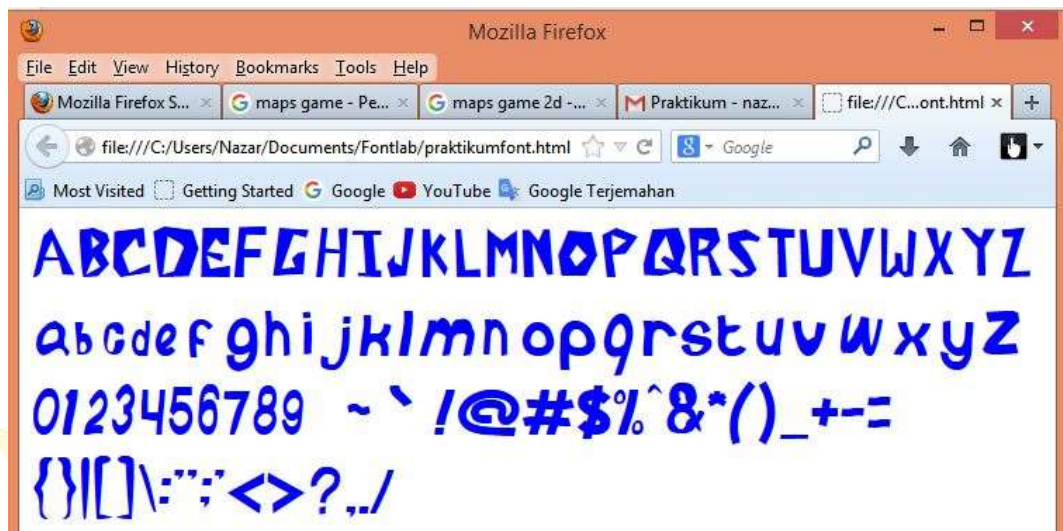 Mozilla Firefox
File Edit View History Bookmarks Tools Help
Mozilla Firefox S... maps game - Pe... maps game 2d -... Praktikum - naz... file:///C...ont.html
file:///C:/Users/Nazar/Documents/Fontlab/praktikumfont.html Google
Most Visited Getting Started Google YouTube Google Terjemahan
ABCDEFGHIJKLMNOPQRSTUVWXYZ
abcdefghijklmnopqrstuvwxyz
0123456789 ~`!@#$%^&*()_+-=
{}|[]\:";'<>?,./